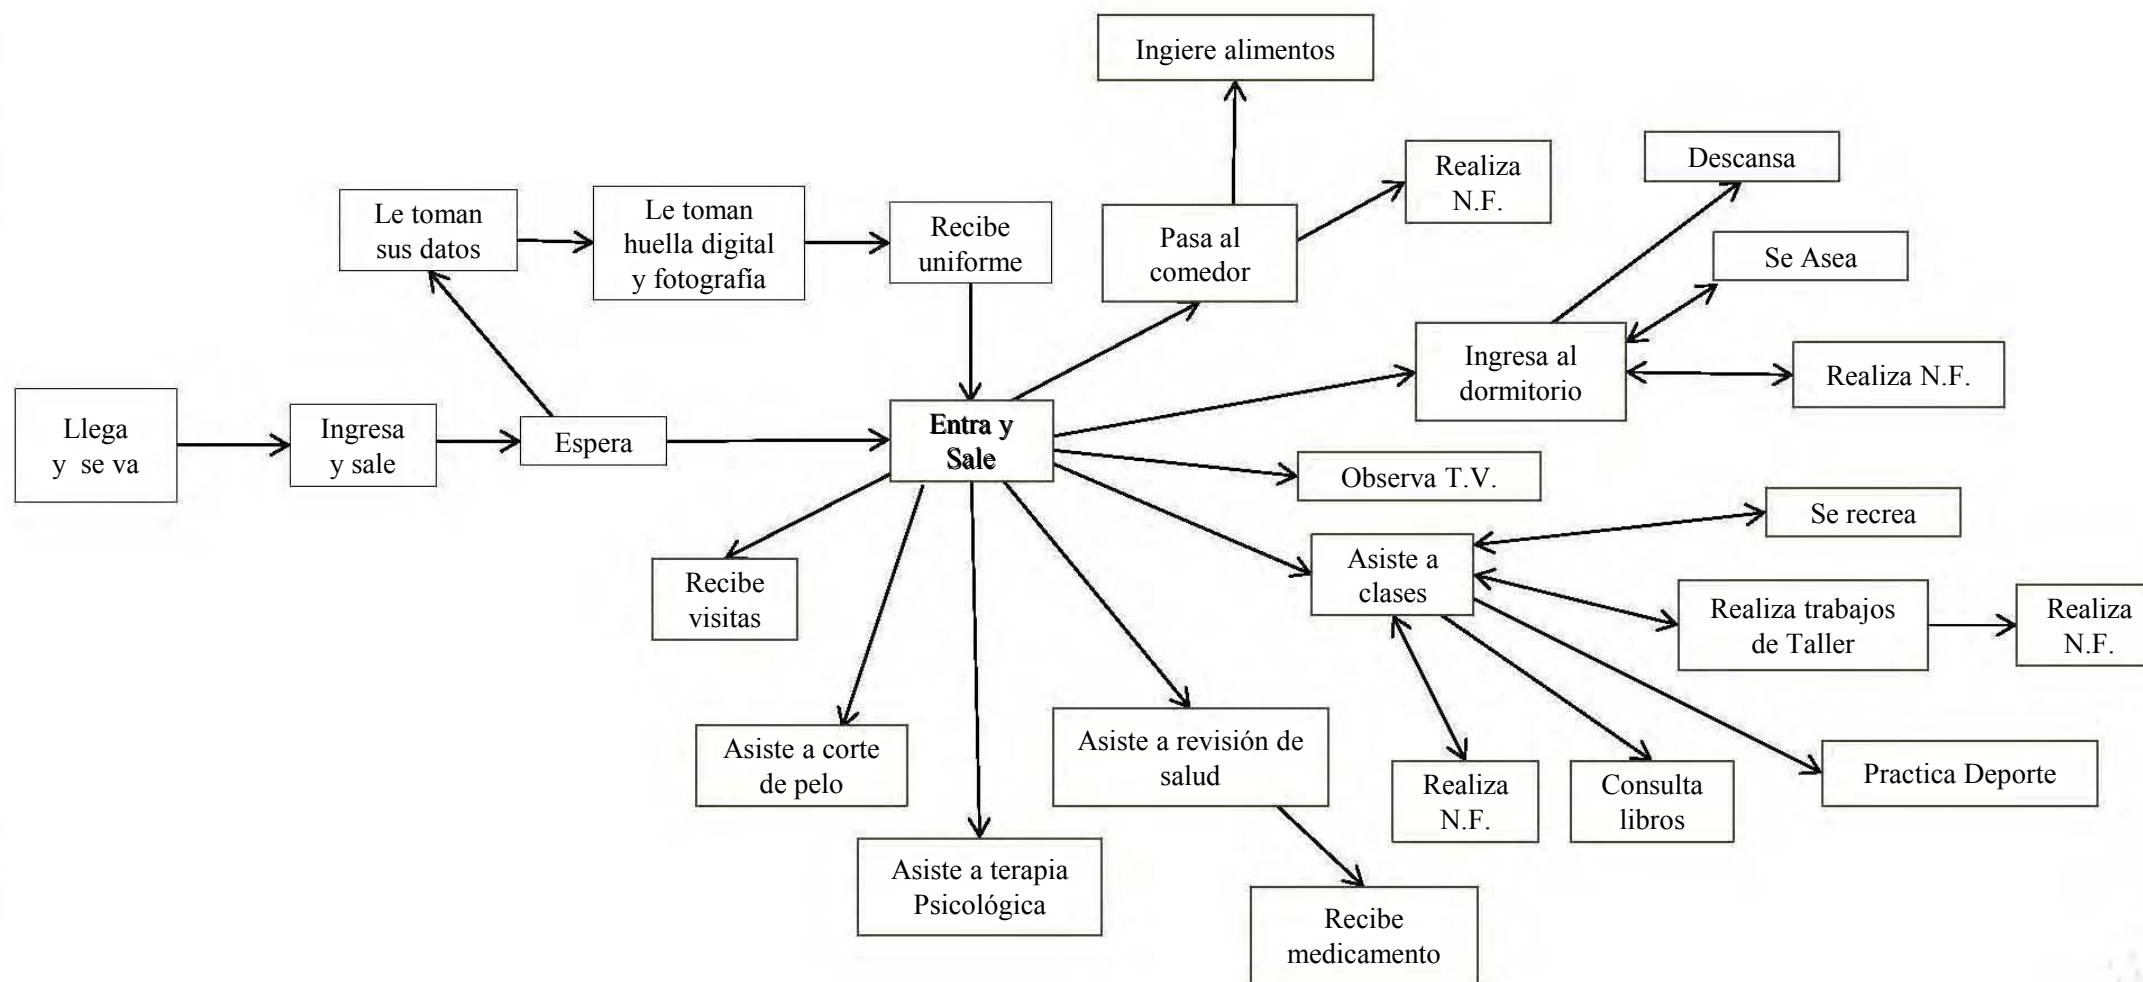 Ingiere alimentos
Realiza
N.F.
Descansa
Le toman
sus datos
Le toman
huella digital
y fotografía
Recibe
uniforme
Pasa al
comedor
Se Asea
Ingresa al
dormitorio
Realiza N.F.
Llega
y se va
Ingresa
y sale
Espera
Entra y
Sale
Observa T.V.
Se recrea
Asiste a
clases
Recibe
visitas
Realiza trabajos
de Taller
Realiza
N.F.
Asiste a corte
de pelo
Asiste a revisión de
salud
Realiza
N.F.
Consulta
libros
Practica Deporte
Asiste a terapia
Psicológica
Recibe
medicamento